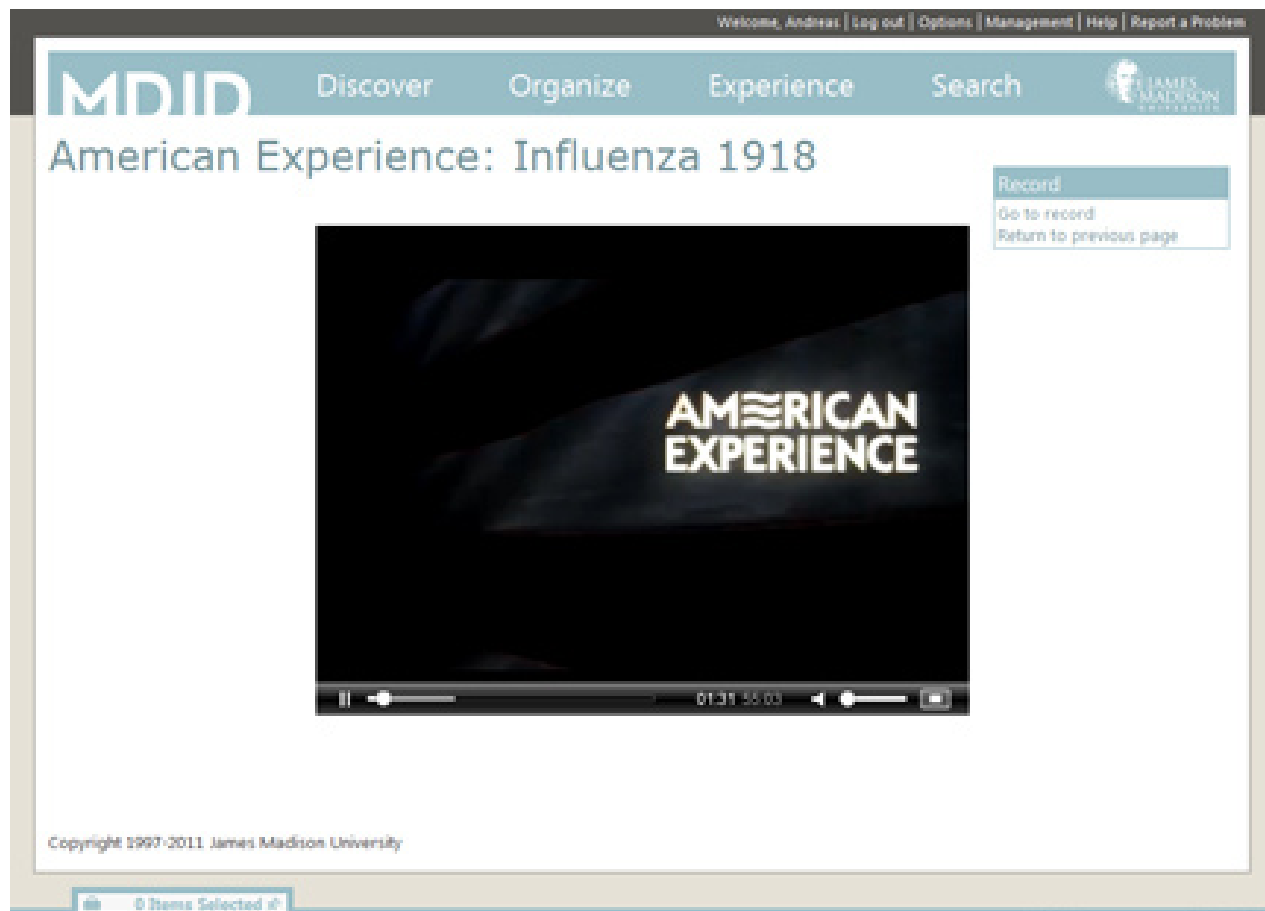 Welcome, Andreas | Log out | Options | Management | Help | Report a Problem
MDID Discover Organize Experience Search JAMES MADISON UNIVERSITY
American Experience: Influenza 1918
Record
Go to record
Return to previous page
AMERICAN
EXPERIENCE
01:31 55:03
Copyright 1997-2011 James Madison University
0 Items Selected